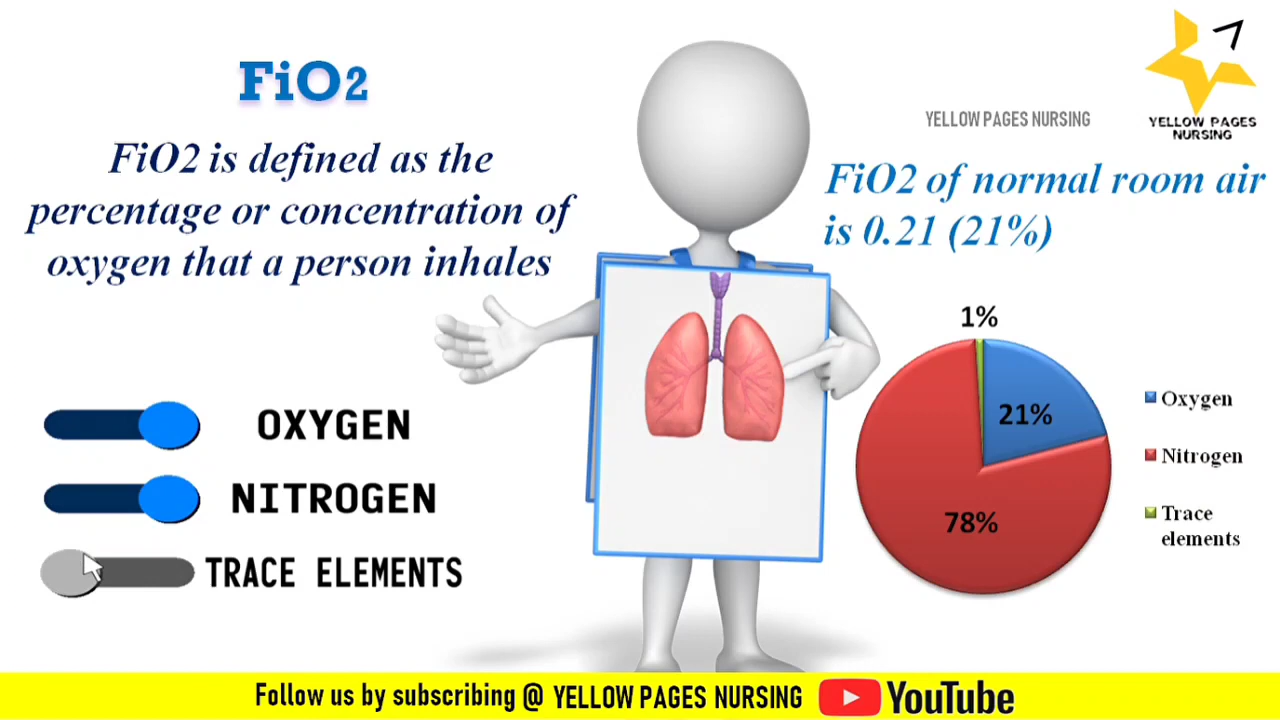 FiO2
FiO2 is defined as the
percentage or concentration of
oxygen that a person inhales
OXYGEN
NITROGEN
TRACE ELEMENTS
YELLOW PAGES NURSING
YELLOW PAGES
NURSING
FiO2 of normal room air
is 0.21 (21%)
1%
21%
78%
Oxygen
Nitrogen
Trace
elements
Follow us by subscribing @ YELLOW PAGES NURSING YouTube